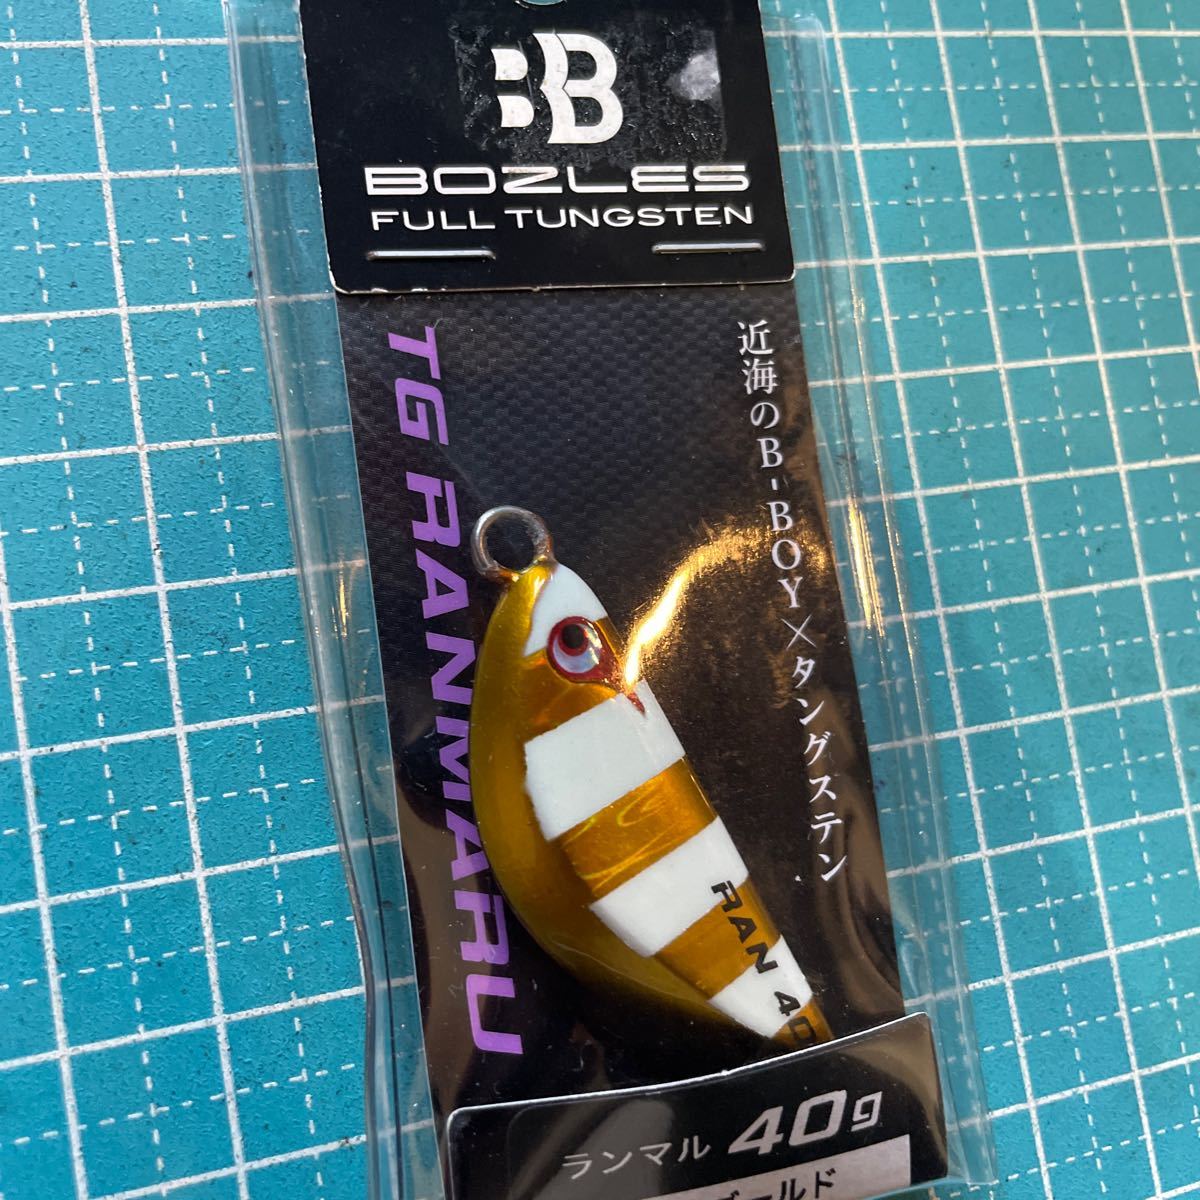 BB
BOZLES
FULL TUNGSTEN
TG RANMARU
近海のB-BOY×タングステン
RAN 40
ランマル 40g
ゴールド